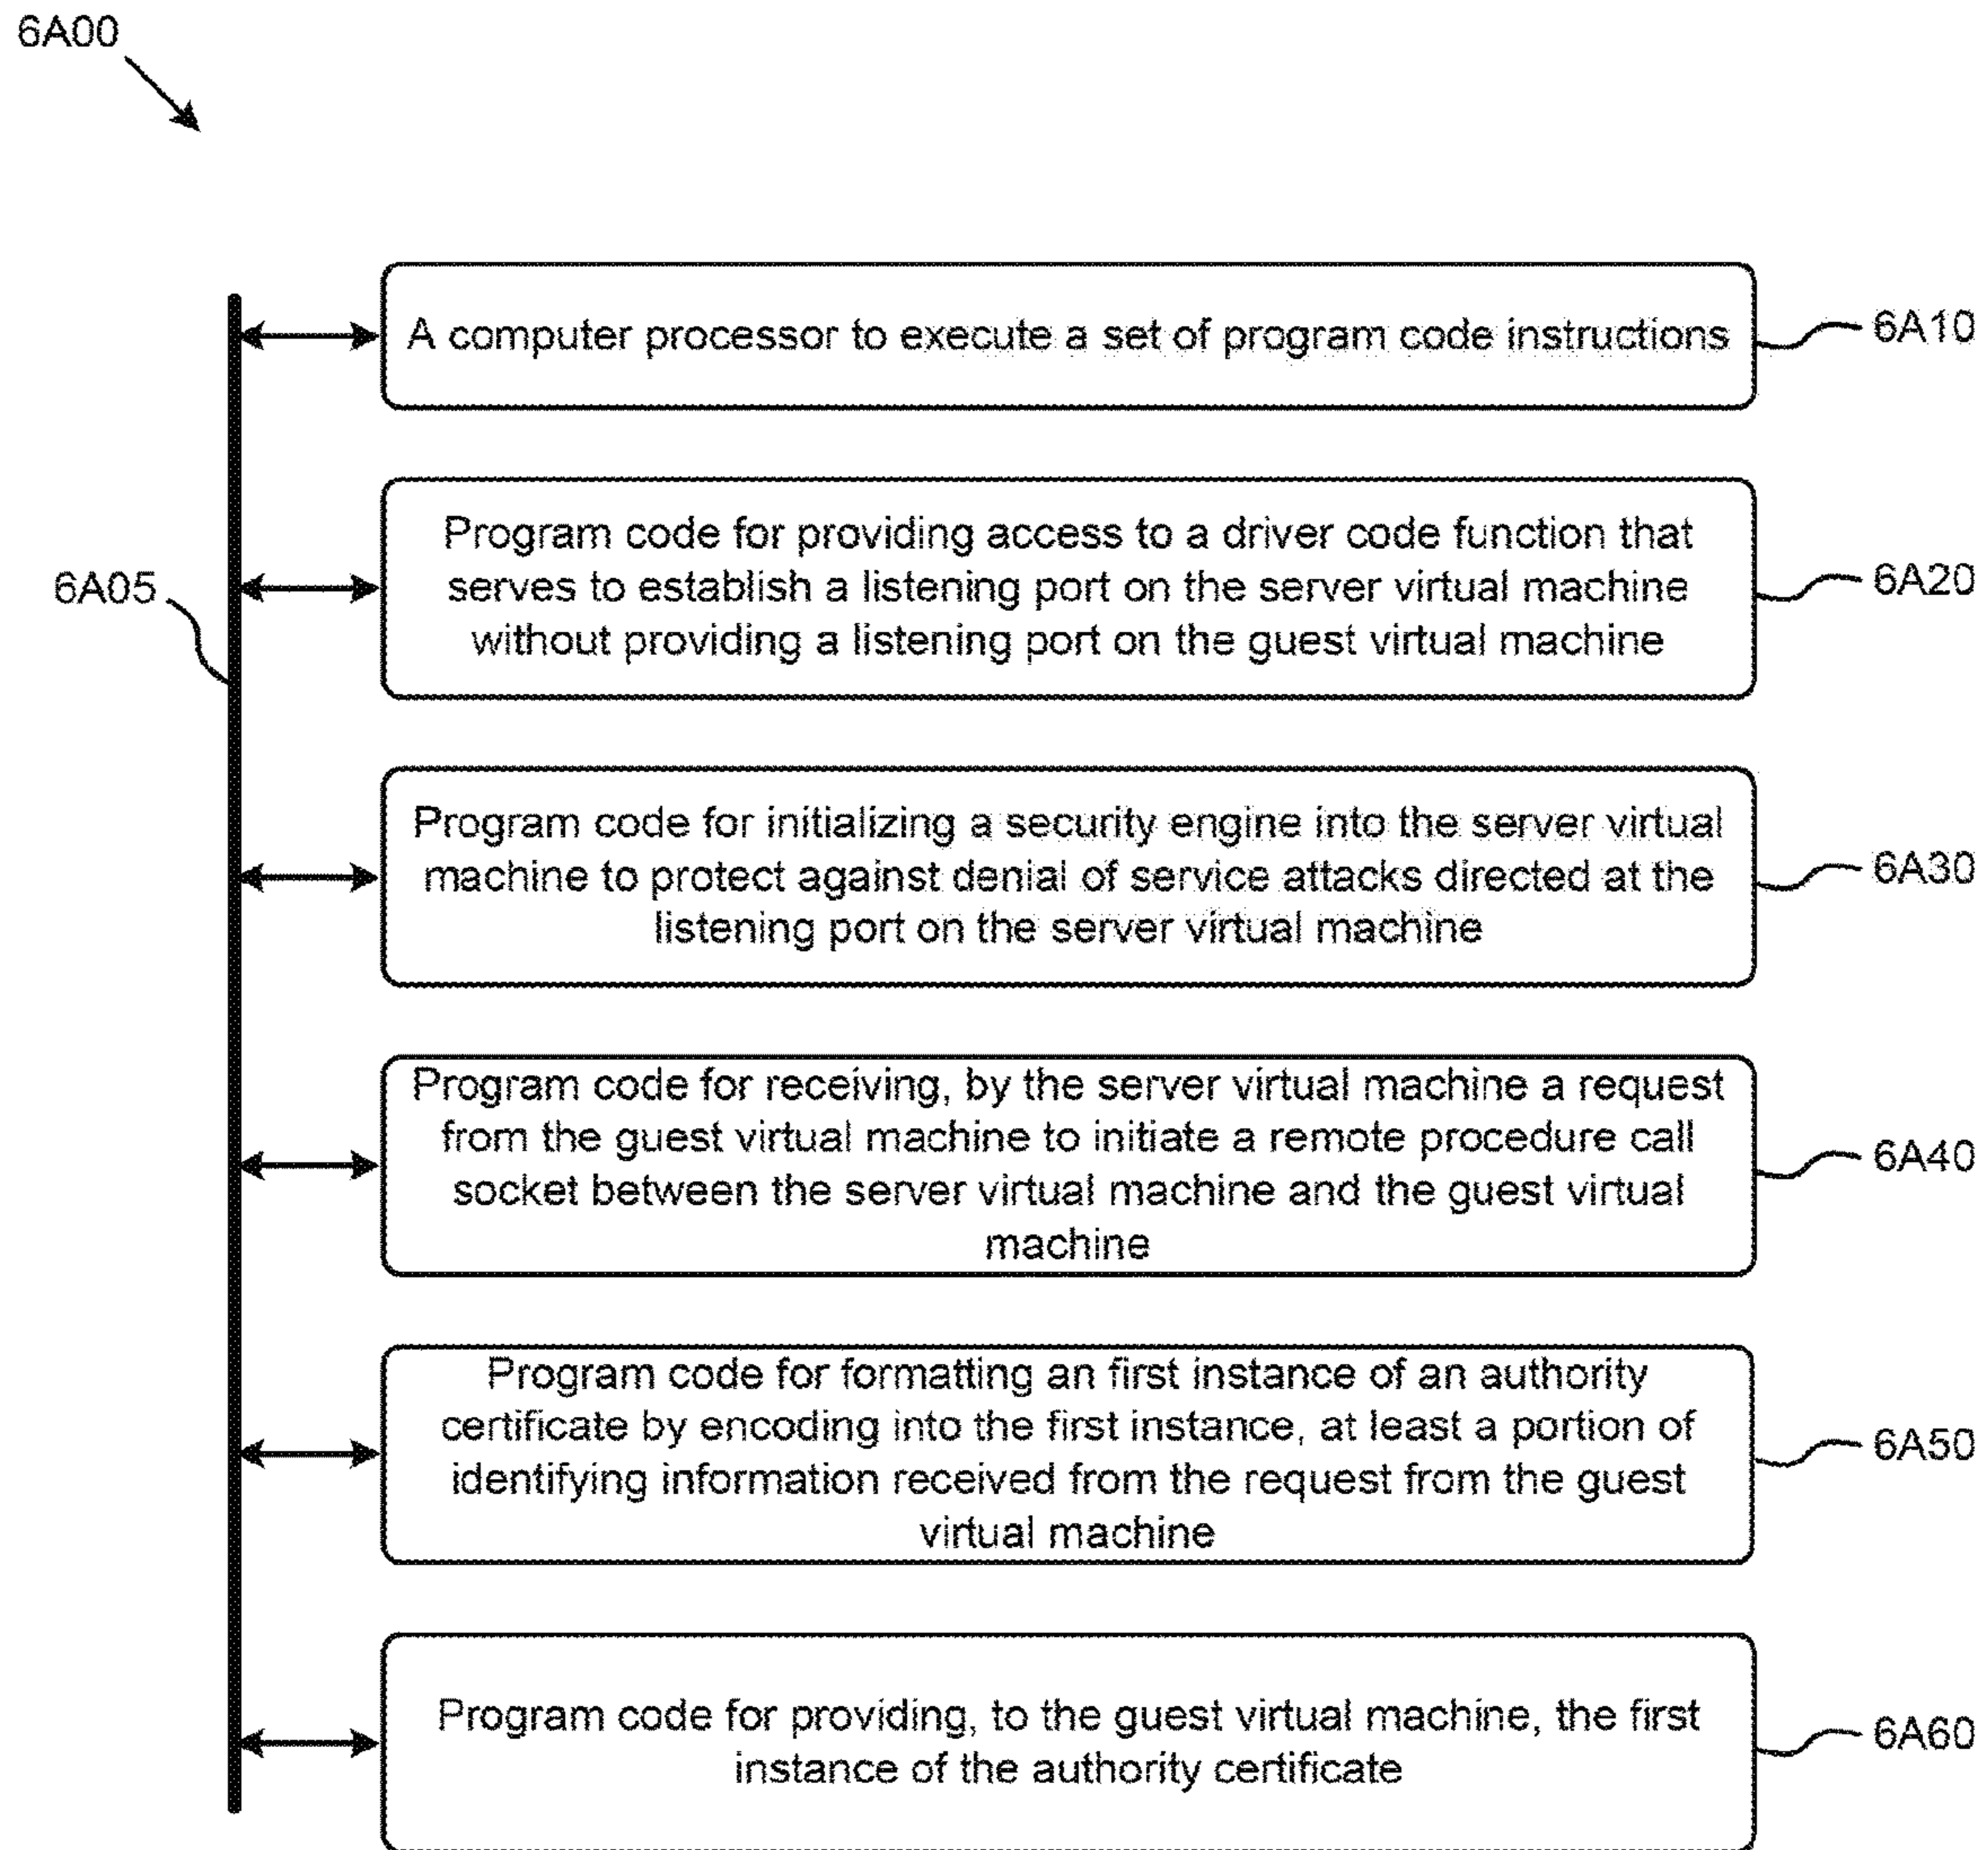 6A00
A computer processor to execute a set of program code instructions
6A10
Program code for providing access to a driver code function that
serves to establish a listening port on the server virtual machine
without providing a listening port on the guest virtual machine
6A20
6A05
Program code for initializing a security engine into the server virtual
machine to protect against denial of service attacks directed at the
listening port on the server virtual machine
6A30
Program code for receiving, by the server virtual machine a request
from the guest virtual machine to initiate a remote procedure call
socket between the server virtual machine and the guest virtual
machine
6A40
Program code for formatting an first instance of an authority
certificate by encoding into the first instance, at least a portion of
identifying information received from the request from the guest
virtual machine
6A50
Program code for providing, to the guest virtual machine, the first
instance of the authority certificate
6A60